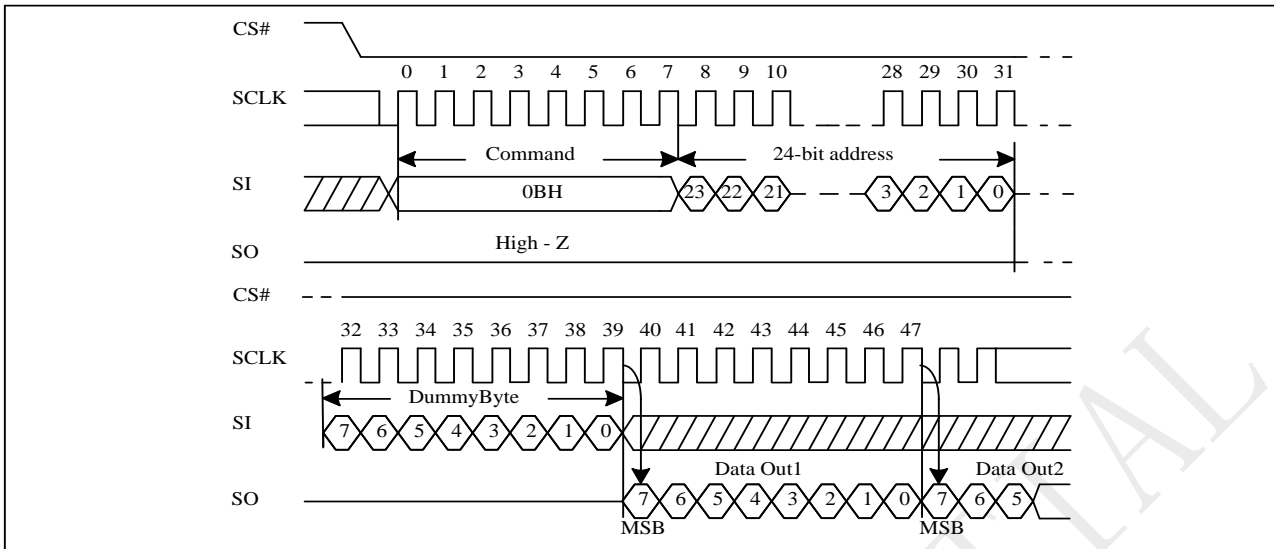 CS#
0 1 2 3 4 5 6 7 8 9 10 28 29 30 31
SCLK
Command 24-bit address
SI 0BH 23 22 21 3 2 1 0
High - Z
SO
CS#
32 33 34 35 36 37 38 39 40 41 42 43 44 45 46 47
SCLK
DummyByte
SI 7 6 5 4 3 2 1 0
Data Out1 Data Out2
SO 7 6 5 4 3 2 1 0 7 6 5
MSB MSB